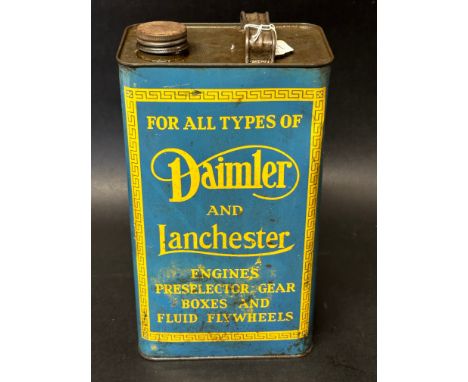 FOR ALL TYPES OF
Daimler
AND
Lanchester
ENGINES
PRESELECTOR GEAR
BOXES AND
FLUID FLYWHEELS